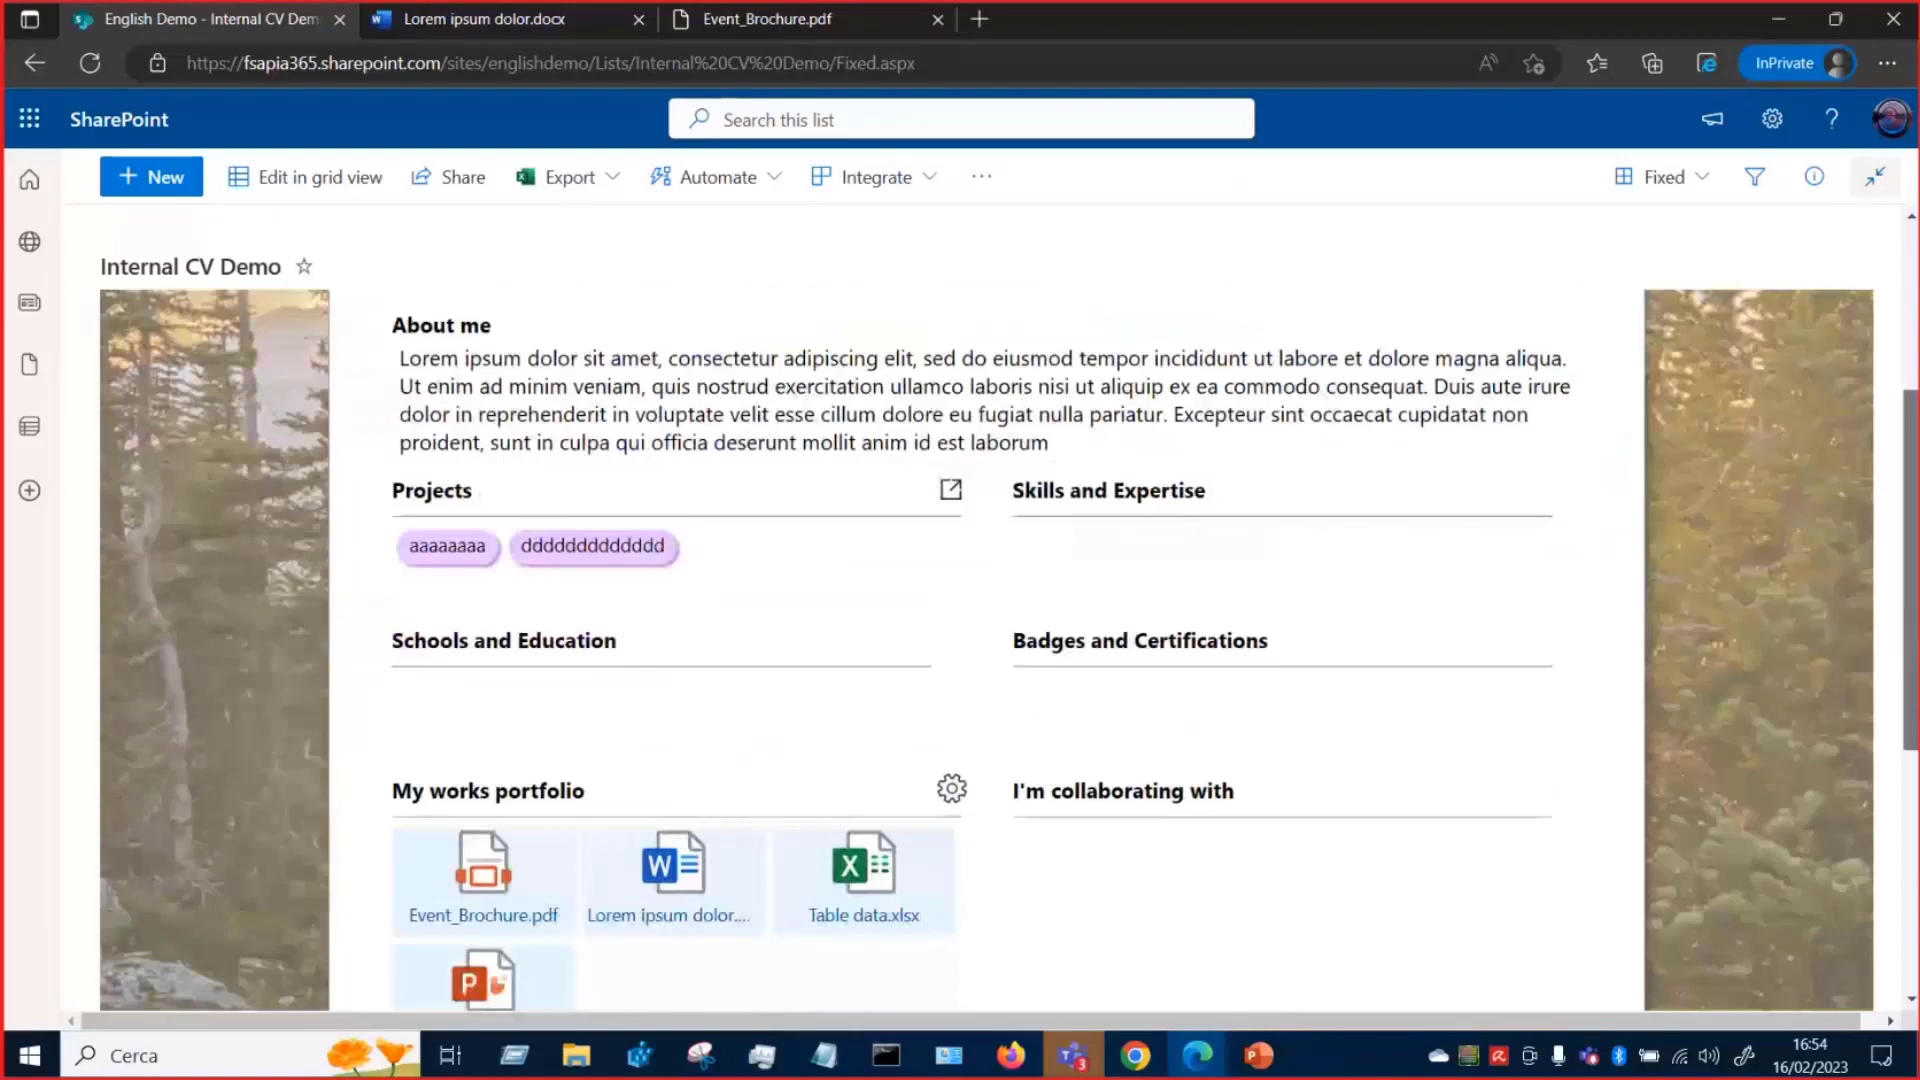 English Demo - Internal CV Dem
Lorem ipsum dolor.docx
Event_Brochure.pdf
https://fsapia365.sharepoint.com/sites/englishdemo/Lists/Internal%20CV%20Demo/Fixed.aspx
InPrivate
SharePoint
Search this list
New
Edit in grid view
Share
Export
Automate
Integrate
Fixed
Internal CV Demo
About me
Lorem ipsum dolor sit amet, consectetur adipiscing elit, sed do eiusmod tempor incididunt ut labore et dolore magna aliqua.
Ut enim ad minim veniam, quis nostrud exercitation ullamco laboris nisi ut aliquip ex ea commodo consequat. Duis aute irure
dolor in reprehenderit in voluptate velit esse cillum dolore eu fugiat nulla pariatur. Excepteur sint occaecat cupidatat non
proident, sunt in culpa qui officia deserunt mollit anim id est laborum
Projects
Skills and Expertise
aaaaaaaa
ddddddddddddd
Schools and Education
Badges and Certifications
My works portfolio
I'm collaborating with
Event_Brochure.pdf
Lorem ipsum dolor....
Table data.xlsx
Cerca
3
16:54
16/02/2023